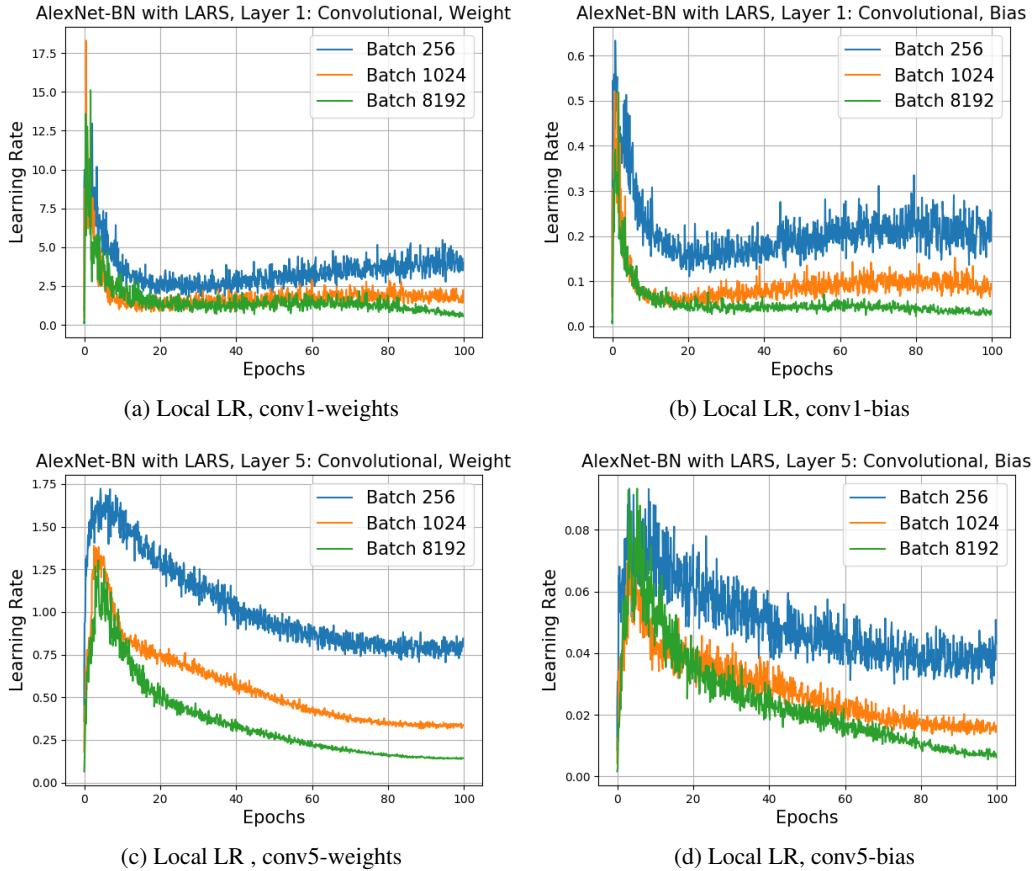 AlexNet-BN with LARS, Layer 1: Convolutional, Weight
17.5
15.0
12.5
10.0
7.5
5.0
2.5
0.0
Learning Rate
Batch 256
Batch 1024
Batch 8192
0 20 40 60 80 100
Epochs
(a) Local LR, conv1-weights
AlexNet-BN with LARS, Layer 1: Convolutional, Bias
0.6
0.5
0.4
0.3
0.2
0.1
0.0
Learning Rate
Batch 256
Batch 1024
Batch 8192
0 20 40 60 80 100
Epochs
(b) Local LR, conv1-bias
AlexNet-BN with LARS, Layer 5: Convolutional, Weight
1.75
1.50
1.25
1.00
0.75
0.50
0.25
0.00
Learning Rate
Batch 256
Batch 1024
Batch 8192
0 20 40 60 80 100
Epochs
(c) Local LR , conv5-weights
AlexNet-BN with LARS, Layer 5: Convolutional, Bias
0.08
0.06
0.04
0.02
0.00
Learning Rate
Batch 256
Batch 1024
Batch 8192
0 20 40 60 80 100
Epochs
(d) Local LR, conv5-bias